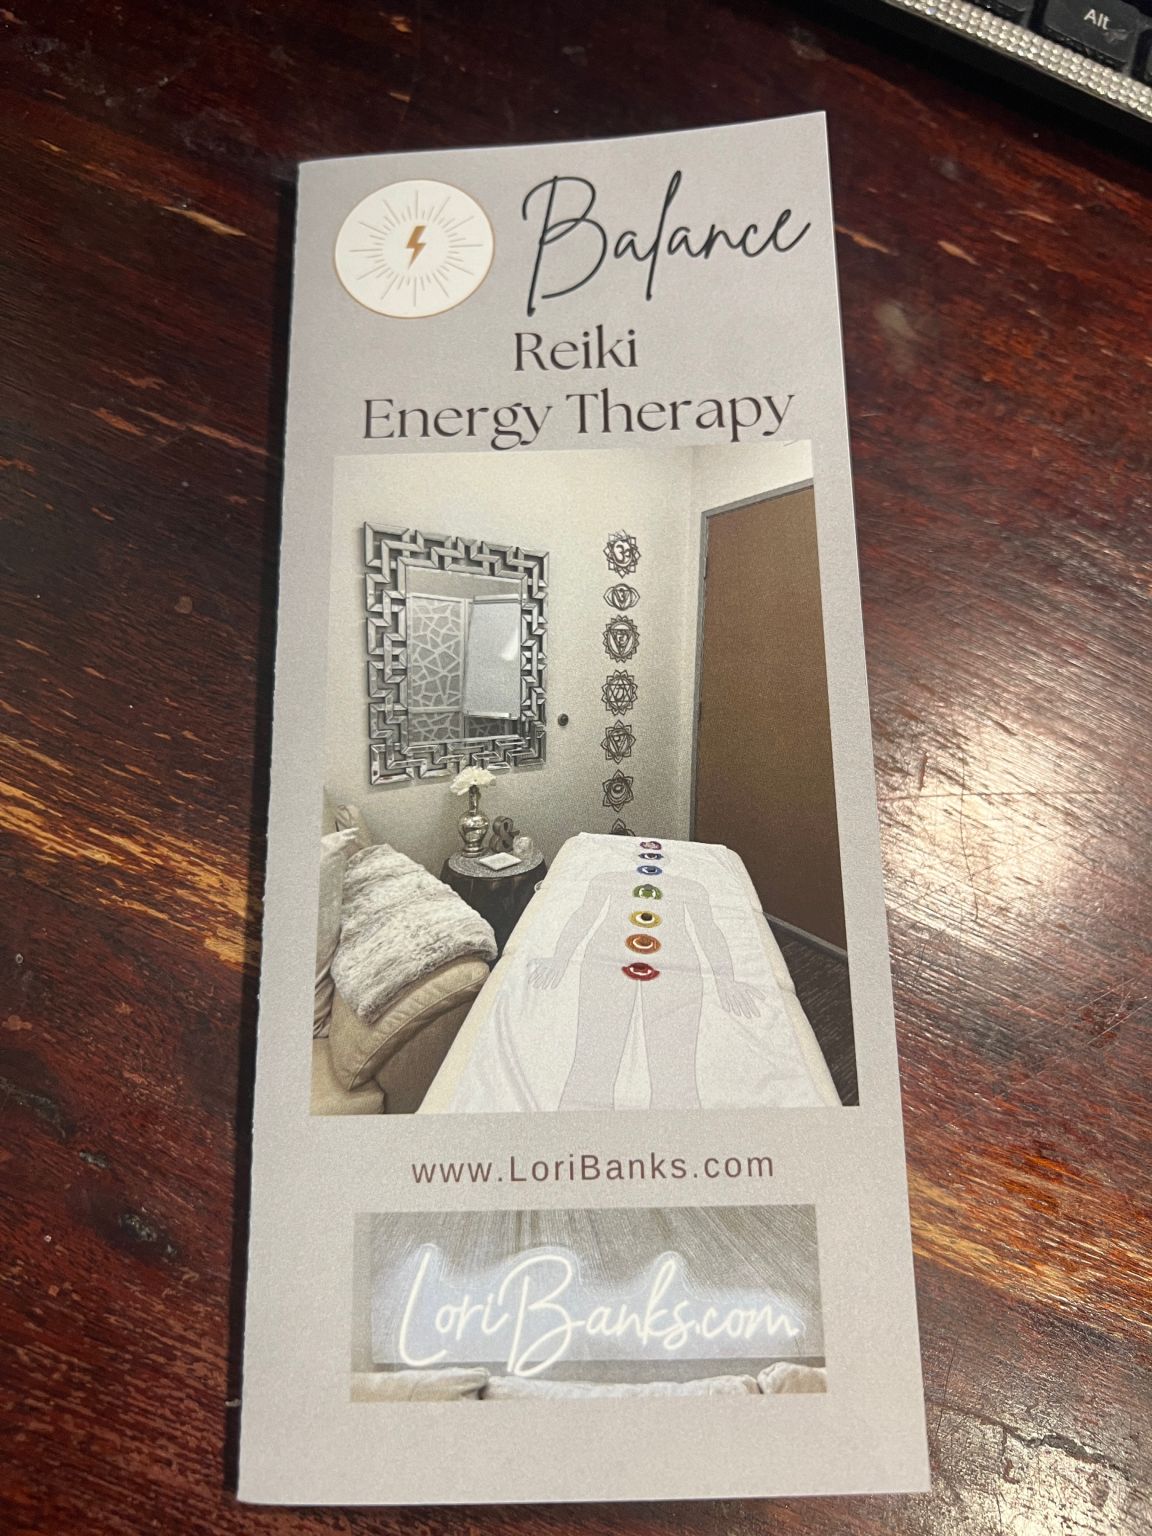 Alt
Balance
Reiki
Energy Therapy
www.LoriBanks.com
LoriBanks.com